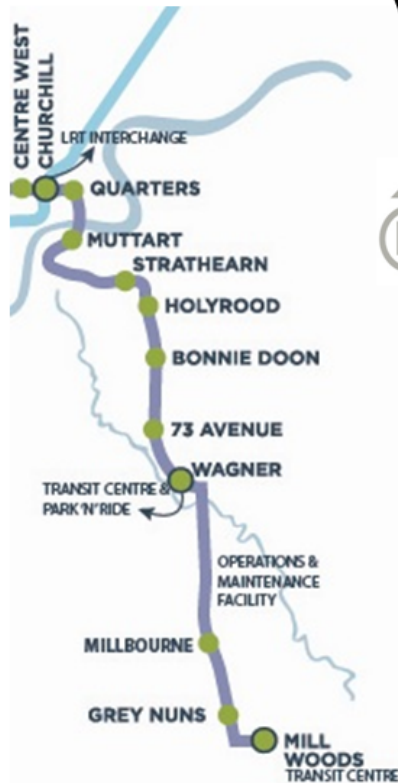 CENTRE WEST
CHURCHILL
LRT INTERCHANGE
QUARTERS
MUTTART
STRATHEARN
HOLYROOD
BONNIE DOON
73 AVENUE
WAGNER
TRANSIT CENTRE &
PARK 'N' RIDE
OPERATIONS &
MAINTENANCE
FACILITY
MILLBOURNE
GREY NUNS
MILL
WOODS
TRANSIT CENTRE